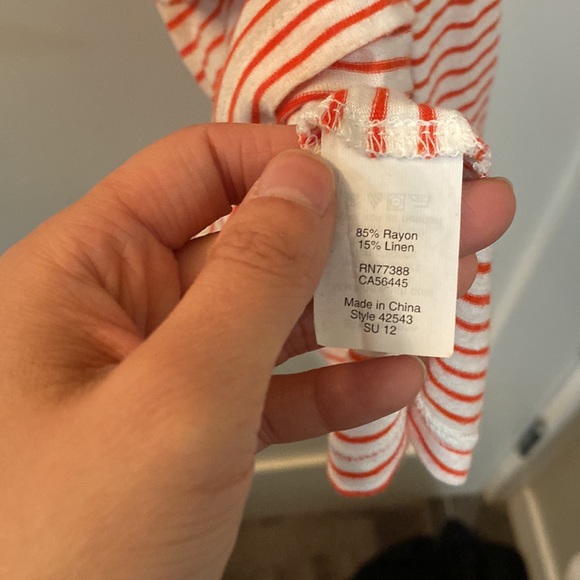 85% Rayon
15% Linen
RN77388
CA56445
Made in China
Style 42543
SU 12